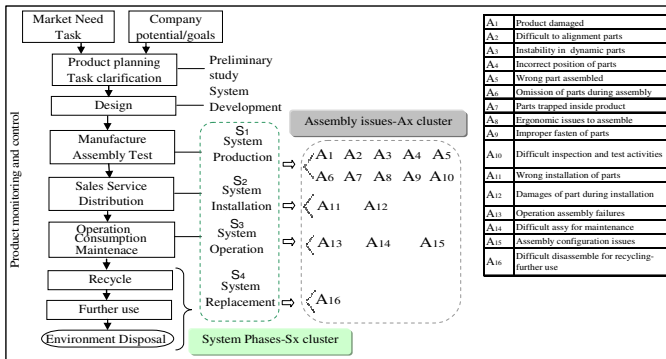 Market Need
Task
Company
potential/goals
Product planning
Task clarification
Preliminary
study
Design
System
Development
Manufacture
Assembly Test
Sales Service
Distribution
Operation
Consumption
Maintenace
Recycle
Further use
Environment Disposal
Product monitoring and control
S1
System
Production
S2
System
Installation
S3
System
Operation
S4
System
Replacement
System Phases-Sx cluster
Assembly issues-Ax cluster
A1 A2 A3 A4 A5
A6 A7 A8 A9 A10
A11 A12
A13 A14 A15
A16
A1 Product damaged
A2 Difficult to alignment parts
A3 Instability in dynamic parts
A4 Incorrect position of parts
A5 Wrong part assembled
A6 Omission of parts during assembly
A7 Parts trapped inside product
A8 Ergonomic issues to assemble
A9 Improper fasten of parts
A10 Difficult inspection and test activities
A11 Wrong installation of parts
A12 Damages of part during installation
A13 Operation assembly failures
A14 Difficult assy for maintenance
A15 Assembly configuration issues
A16 Difficult disassemble for recycling-
further use